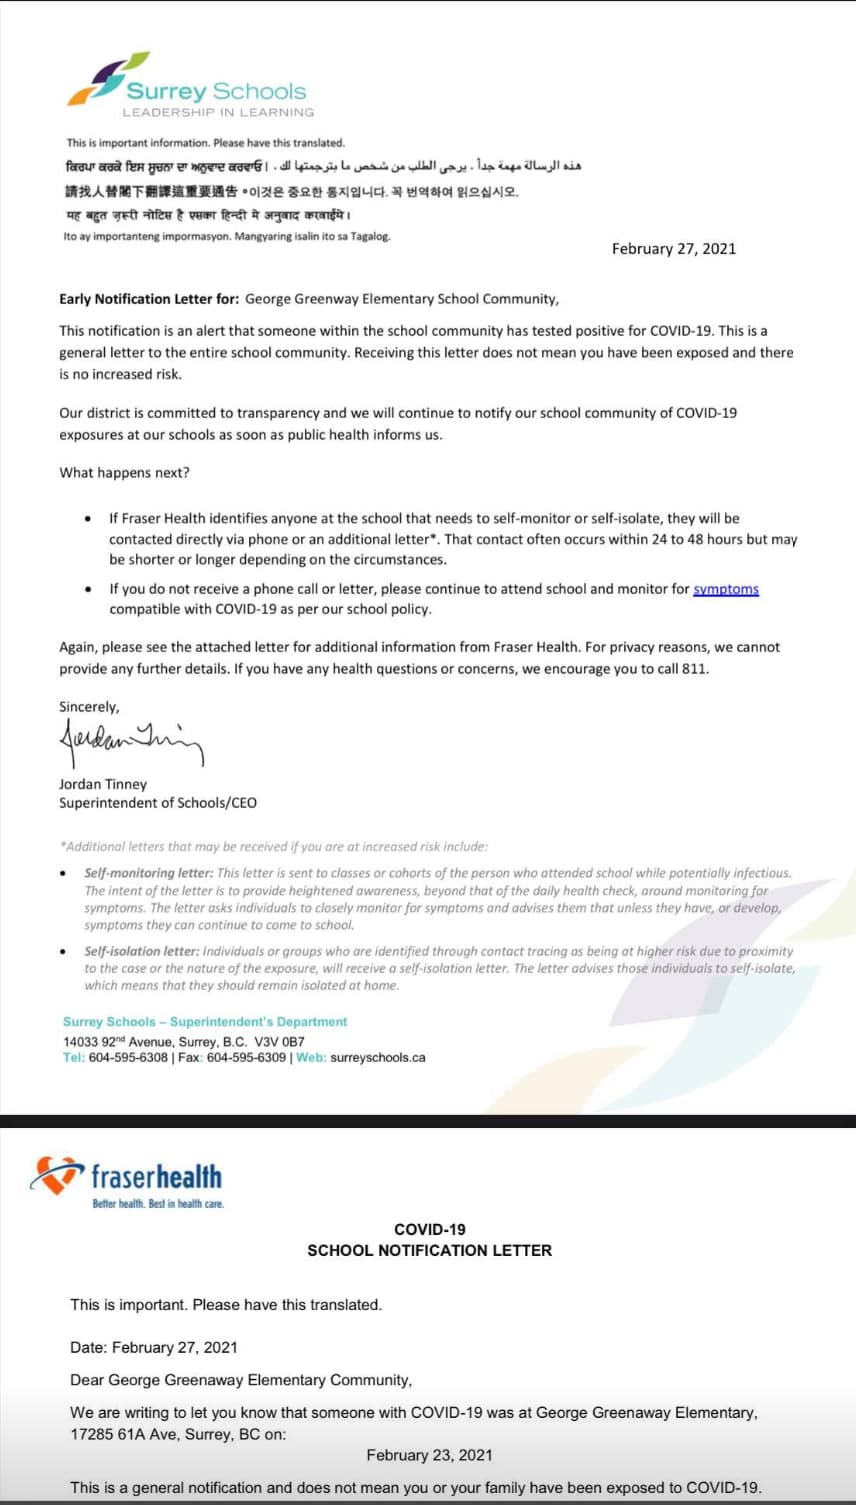 Surrey Schools
LEADERSHIP IN LEARNING
This is important information. Please have this translated.
ਕਿਰਪਾ ਕਰਕੇ ਇਸ ਸੂਚਨਾ ਦਾ ਅਨੁਵਾਦ ਕਰਵਾਓ। هذه الرسالة مهمة جداً . يرجى الطلب من شخص ما بترجمتها لك .
請找人替閣下翻譯這重要通告。이것은 중요한 통지입니다. 꼭 번역하여 읽으십시오.
यह बहुत ज़रूरी नोटिस है एसका हिन्दी मे अनुवाद करवाईये।
Ito ay importanteng impormasyon. Mangyaring isalin ito sa Tagalog.
February 27, 2021
Early Notification Letter for: George Greenway Elementary School Community,
This notification is an alert that someone within the school community has tested positive for COVID-19. This is a
general letter to the entire school community. Receiving this letter does not mean you have been exposed and there
is no increased risk.
Our district is committed to transparency and we will continue to notify our school community of COVID-19
exposures at our schools as soon as public health informs us.
What happens next?
• If Fraser Health identifies anyone at the school that needs to self-monitor or self-isolate, they will be
contacted directly via phone or an additional letter*. That contact often occurs within 24 to 48 hours but may
be shorter or longer depending on the circumstances.
• If you do not receive a phone call or letter, please continue to attend school and monitor for symptoms
compatible with COVID-19 as per our school policy.
Again, please see the attached letter for additional information from Fraser Health. For privacy reasons, we cannot
provide any further details. If you have any health questions or concerns, we encourage you to call 811.
Sincerely,
Jordan Tinney
Superintendent of Schools/CEO
*Additional letters that may be received if you are at increased risk include:
• Self-monitoring letter: This letter is sent to classes or cohorts of the person who attended school while potentially infectious.
The intent of the letter is to provide heightened awareness, beyond that of the daily health check, around monitoring for
symptoms. The letter asks individuals to closely monitor for symptoms and advises them that unless they have, or develop,
symptoms they can continue to come to school.
• Self-isolation letter: Individuals or groups who are identified through contact tracing as being at higher risk due to proximity
to the case or the nature of the exposure, will receive a self-isolation letter. The letter advises those individuals to self-isolate,
which means that they should remain isolated at home.
Surrey Schools – Superintendent's Department
14033 92nd Avenue, Surrey, B.C. V3V 0B7
Tel: 604-595-6308 | Fax: 604-595-6309 | Web: surreyschools.ca
fraserhealth
Better health. Best in health care.
COVID-19
SCHOOL NOTIFICATION LETTER
This is important. Please have this translated.
Date: February 27, 2021
Dear George Greenaway Elementary Community,
We are writing to let you know that someone with COVID-19 was at George Greenaway Elementary,
17285 61A Ave, Surrey, BC on:
February 23, 2021
This is a general notification and does not mean you or your family have been exposed to COVID-19.